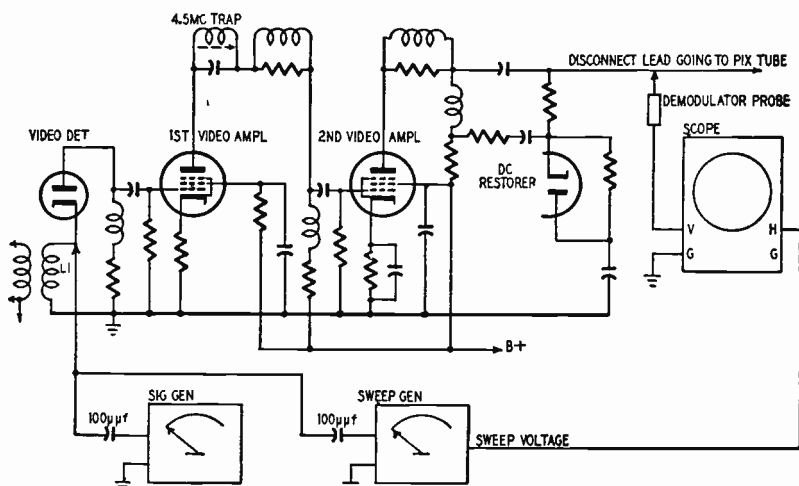 4.5MC TRAP
DISCONNECT LEAD GOING TO PIX TUBE
VIDEO DET
1ST VIDEO AMPL
2ND VIDEO AMPL
DEMODULATOR PROBE
SCOPE
DC
RESTORER
L1
V
H
G
G
B+
SIG GEN
SWEEP GEN
100µµf
100µµf
SWEEP VOLTAGE